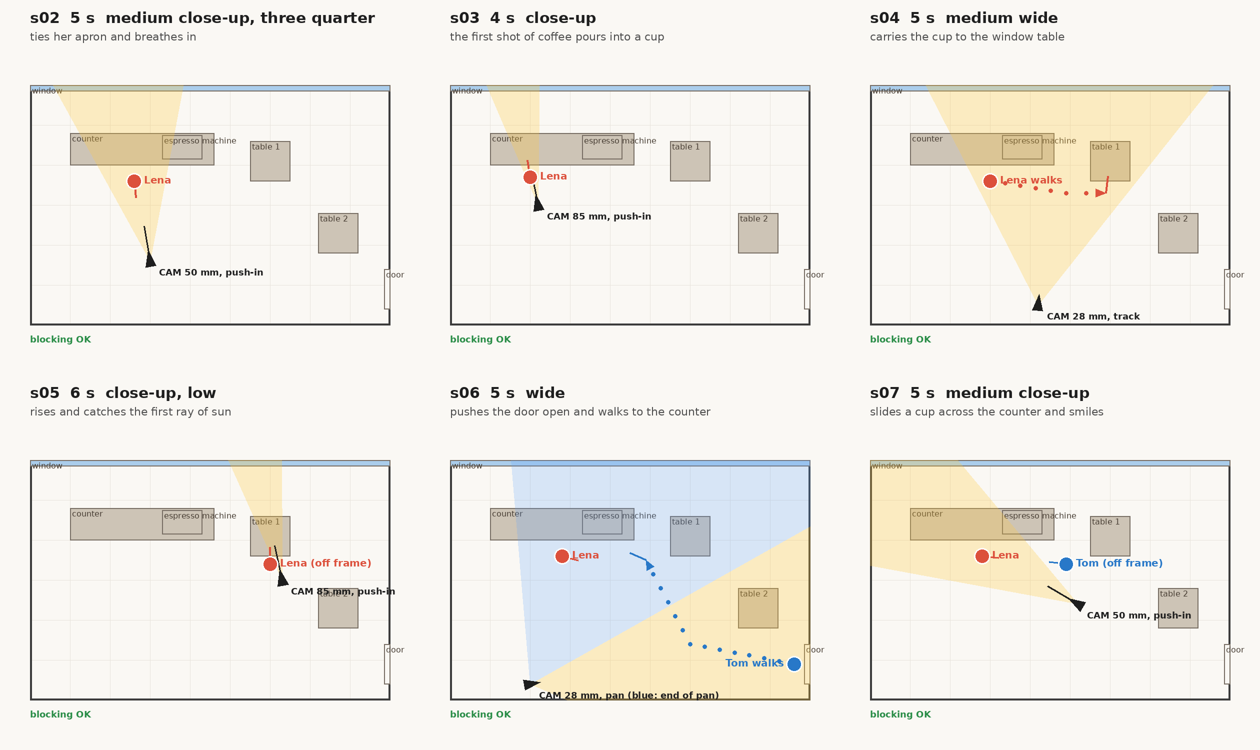 s02  5 s  medium close-up, three quarter
ties her apron and breathes in
window
counter
espresso machine
table 1
Lena
table 2
CAM 50 mm, push-in
door
blocking OK
s03  4 s  close-up
the first shot of coffee pours into a cup
window
counter
espresso machine
table 1
Lena
CAM 85 mm, push-in
table 2
door
blocking OK
s04  5 s  medium wide
carries the cup to the window table
window
counter
espresso machine
table 1
Lena walks
table 2
door
CAM 28 mm, track
blocking OK
s05  6 s  close-up, low
rises and catches the first ray of sun
window
counter
espresso machine
table 1
Lena (off frame)
CAM 85 mm, push-in
table 2
door
blocking OK
s06  5 s  wide
pushes the door open and walks to the counter
window
counter
espresso machine
table 1
Lena
table 2
door
Tom walks
CAM 28 mm, pan (blue: end of pan)
blocking OK
s07  5 s  medium close-up
slides a cup across the counter and smiles
window
counter
espresso machine
table 1
Lena
Tom (off frame)
table 2
CAM 50 mm, push-in
door
blocking OK